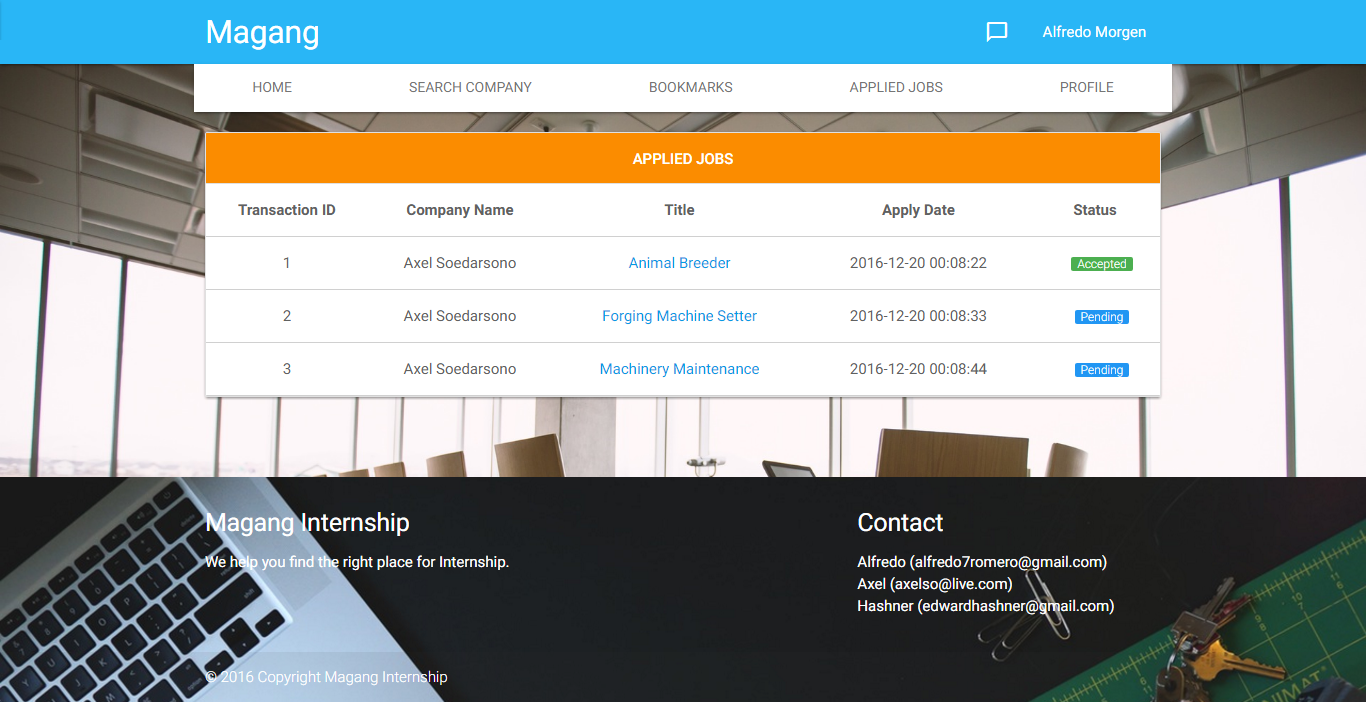 Magang
Alfredo Morgen
HOME SEARCH COMPANY BOOKMARKS APPLIED JOBS PROFILE
APPLIED JOBS
Transaction ID Company Name Title Apply Date Status
1 Axel Soedarsono Animal Breeder 2016-12-20 00:08:22 Accepted
2 Axel Soedarsono Forging Machine Setter 2016-12-20 00:08:33 Pending
3 Axel Soedarsono Machinery Maintenance 2016-12-20 00:08:44 Pending
Magang Internship
We help you find the right place for Internship.
Contact
Alfredo (alfredo7romero@gmail.com)
Axel (axelso@live.com)
Hashner (edwardhashner@gmail.com)
© 2016 Copyright Magang Internship